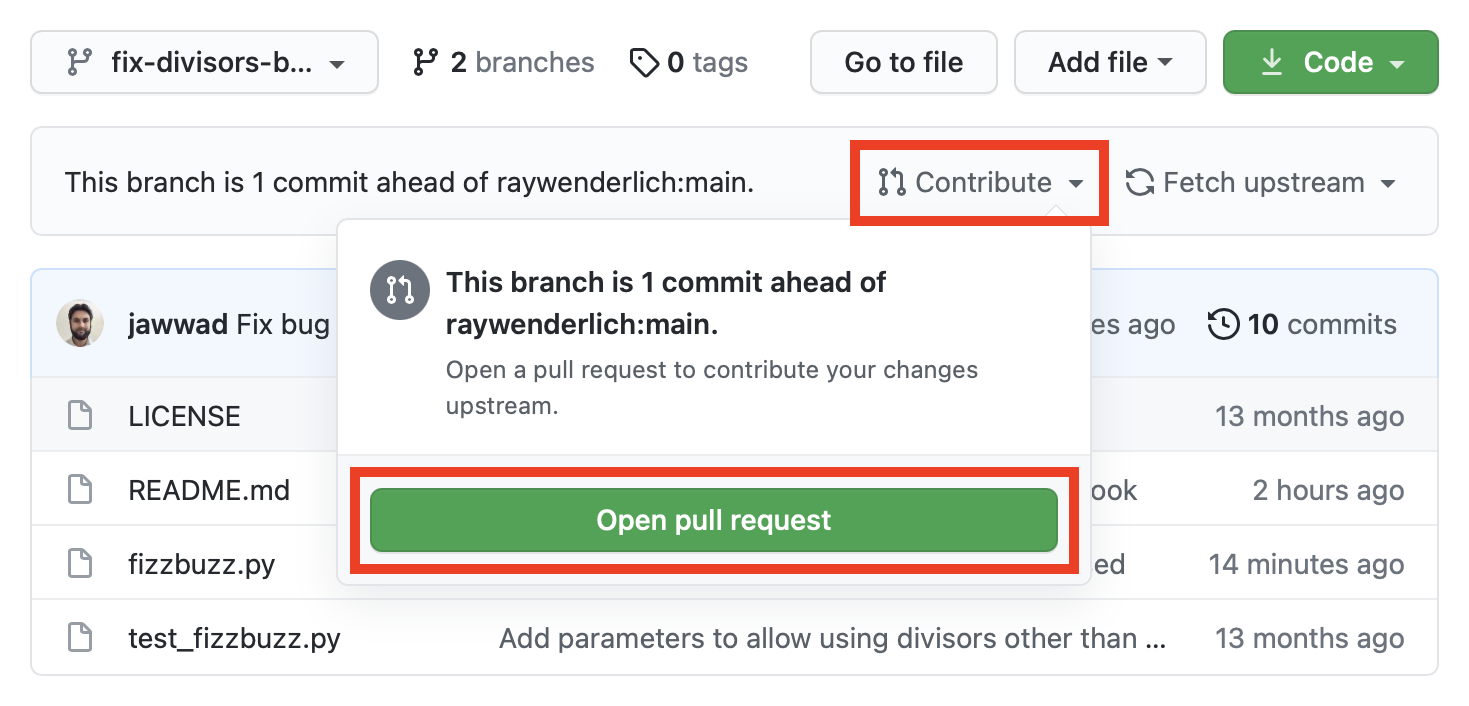 fix-divisors-b... 2 branches 0 tags Go to file Add file Code
This branch is 1 commit ahead of raywenderlich:main. Contribute Fetch upstream
This branch is 1 commit ahead of
raywenderlich:main.
Open a pull request to contribute your changes
upstream.
Open pull request
jawwad Fix bug es ago 10 commits
LICENSE 13 months ago
README.md ook 2 hours ago
fizzbuzz.py ed 14 minutes ago
test_fizzbuzz.py Add parameters to allow using divisors other than ... 13 months ago